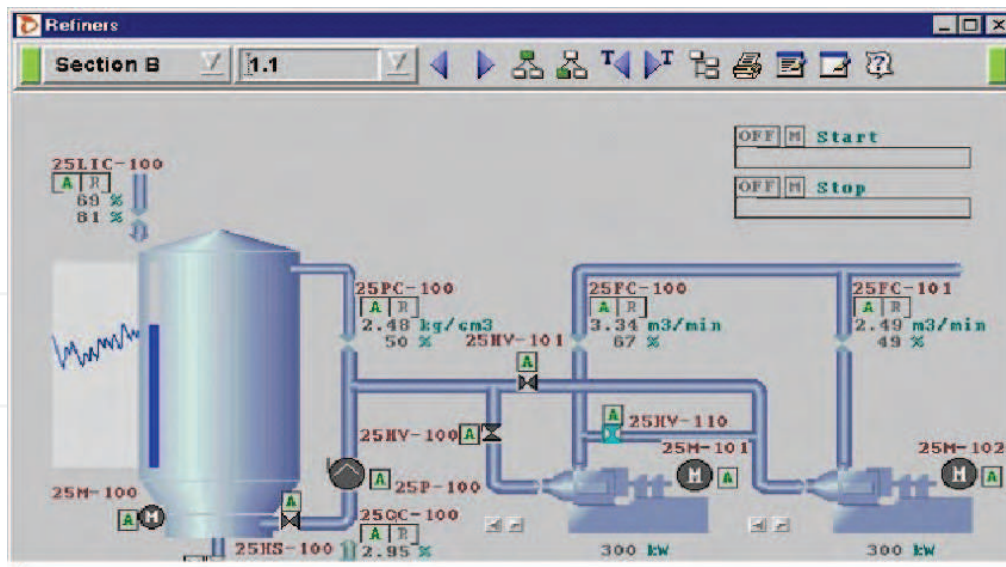 Refiners
Section B
1.1
T T
OFF M Start
OFF M Stop
25LIC-100
A R
69 %
81 %
25PC-100
A R
2.48 kg/cm3
50 %
25FC-100
A R
3.34 m3/min
67 %
25FC-101
A R
2.49 m3/min
49 %
25HV-101
A
25HV-100 A
A 25HV-110
25M-101
M A
25M-102
M A
25M-100
A M
A
25HS-100
A 25P-100
25QC-100
A R
2.95 %
300 kW
300 kW